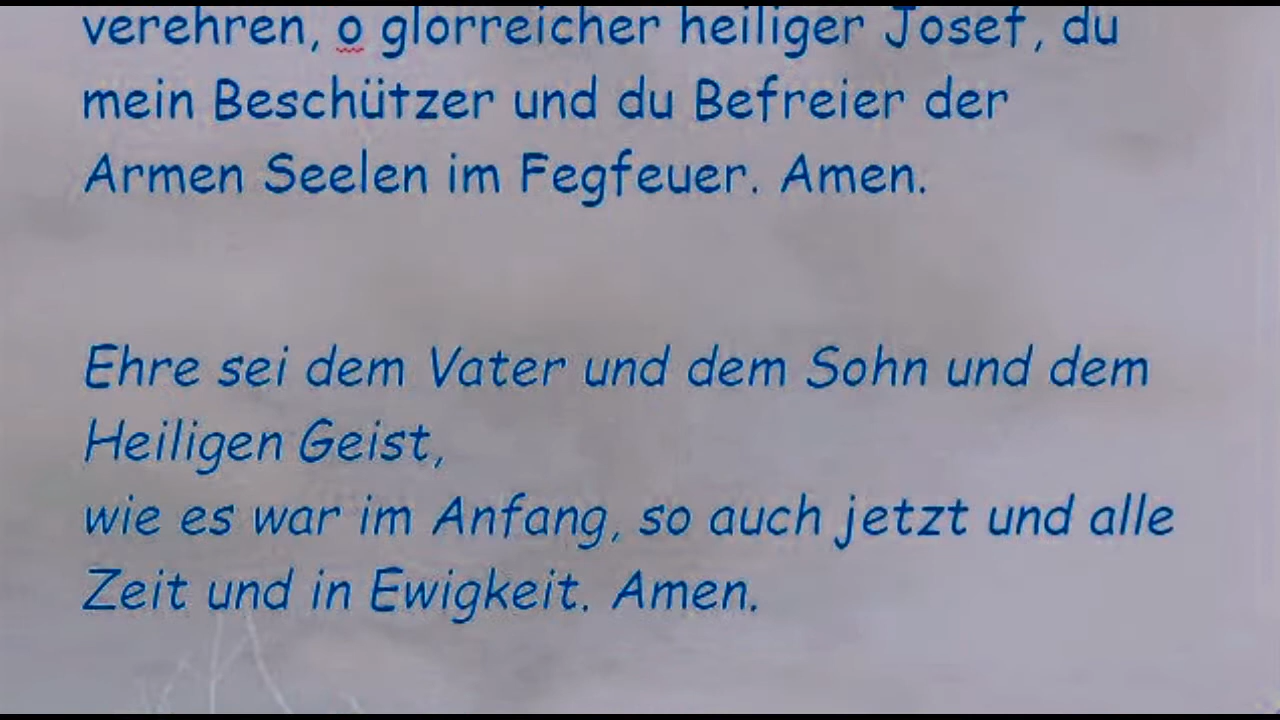 verehren, o glorreicher heiliger Josef, du
mein Beschützer und du Befreier der
Armen Seelen im Fegfeuer. Amen.
Ehre sei dem Vater und dem Sohn und dem
Heiligen Geist,
wie es war im Anfang, so auch jetzt und alle
Zeit und in Ewigkeit. Amen.